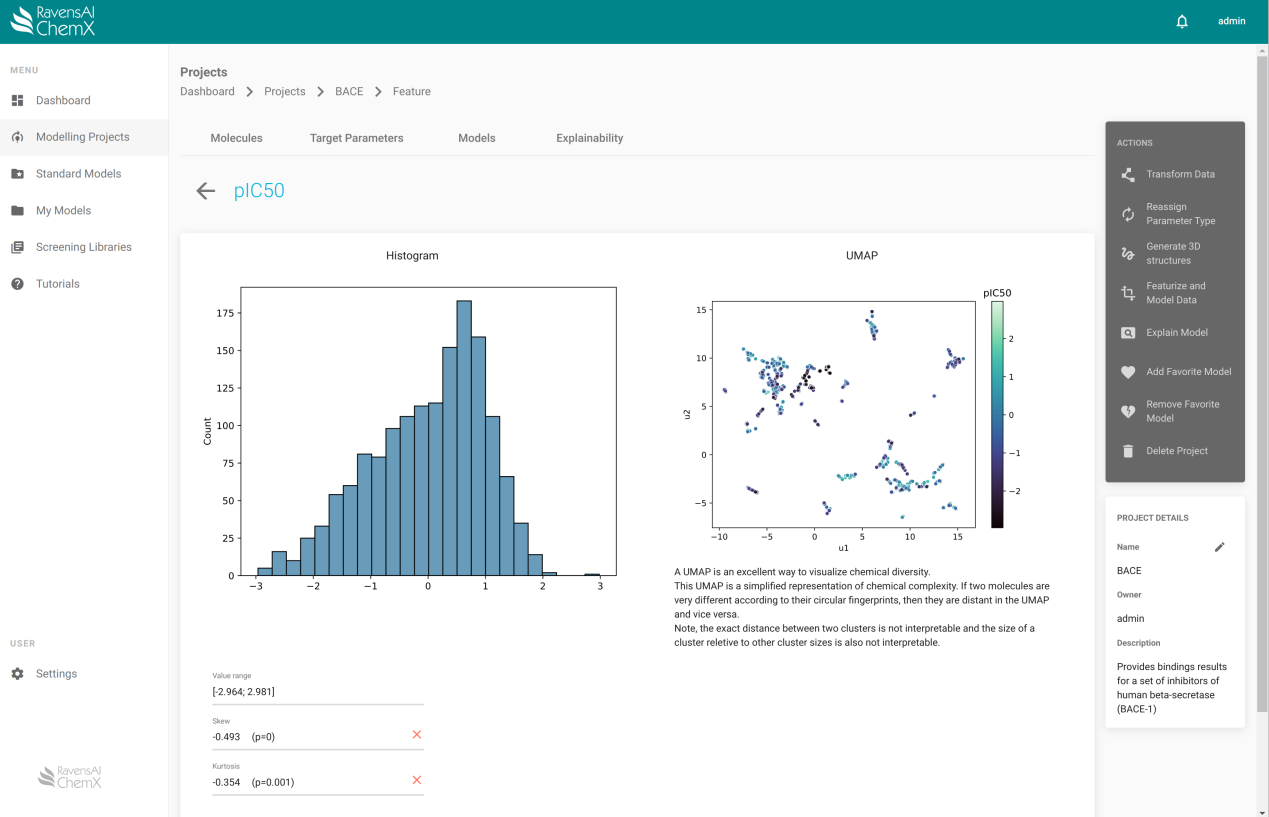 RavensAI
ChemX
admin
MENU
Dashboard
Modelling Projects
Standard Models
My Models
Screening Libraries
Tutorials
USER
Settings
RavensAI
ChemX
Projects
Dashboard
Projects
BACE
Feature
Molecules
Target Parameters
Models
Explainability
pIC50
Histogram
175
150
125
100
75
50
25
0
Count
−3
−2
−1
0
1
2
3
UMAP
pIC50
15
10
5
0
−5
u2
−10
−5
0
5
10
15
u1
2
1
0
−1
−2
A UMAP is an excellent way to visualize chemical diversity.
This UMAP is a simplified representation of chemical complexity. If two molecules are
very different according to their circular fingerprints, then they are distant in the UMAP
and vice versa.
Note, the exact distance between two clusters is not interpretable and the size of a
cluster reletive to other cluster sizes is also not interpretable.
Value range
[-2.964; 2.981]
Skew
-0.493 (p=0)
Kurtosis
-0.354 (p=0.001)
ACTIONS
Transform Data
Reassign
Parameter Type
Generate 3D
structures
Featurize and
Model Data
Explain Model
Add Favorite Model
Remove Favorite
Model
Delete Project
PROJECT DETAILS
Name
BACE
Owner
admin
Description
Provides bindings results
for a set of inhibitors of
human beta-secretase
(BACE-1)